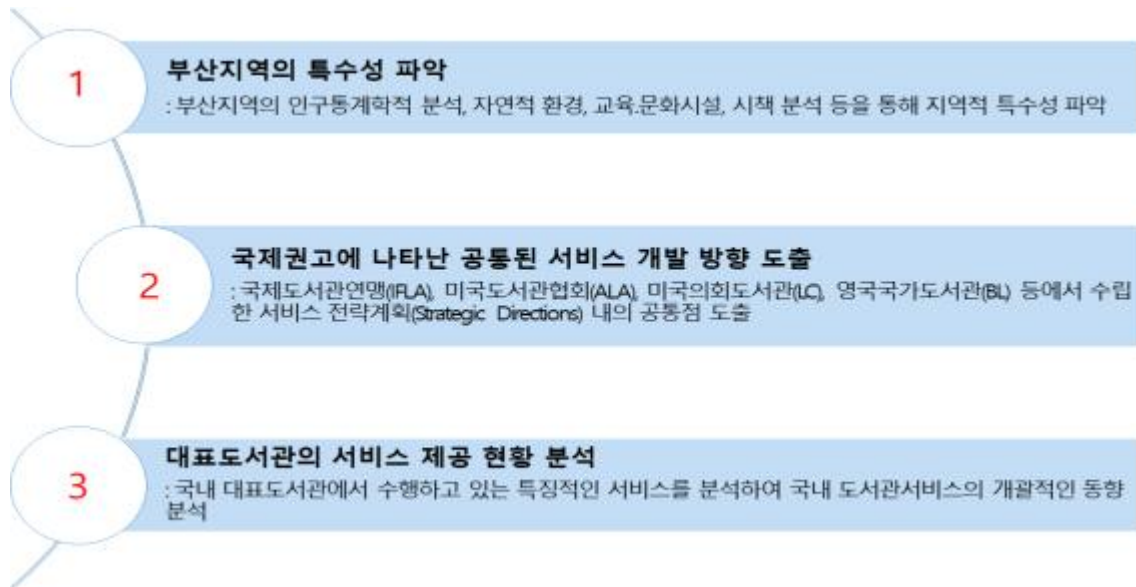 1
부산지역의 특수성 파악
: 부산지역의 인구통계학적 분석, 자연적 환경, 교육.문화시설, 시책 분석 등을 통해 지역적 특수성 파악
2
국제권고에 나타난 공통된 서비스 개발 방향 도출
: 국제도서관연맹(IFLA), 미국도서관협회(ALA), 미국의회도서관(LC), 영국국가도서관(BL) 등에서 수립
한 서비스 전략계획(Strategic Directions) 내의 공통점 도출
3
대표도서관의 서비스 제공 현황 분석
: 국내 대표도서관에서 수행하고 있는 특징적인 서비스를 분석하여 국내 도서관서비스의 개괄적인 동향
분석